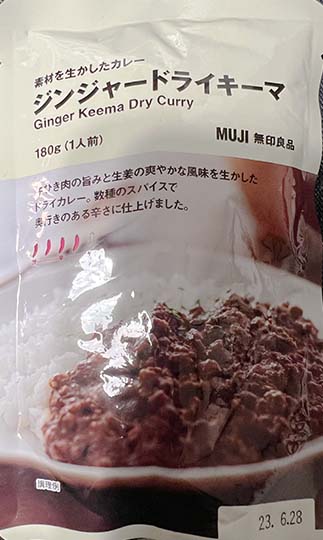 素材を生かしたカレー
ジンジャードライキーマ
Ginger Keema Dry Curry
180g（1人前）
MUJI 無印良品
ひき肉の旨みと生姜の爽やかな風味を生かした
ドライカレー。数種のスパイスで
奥行きのある辛さに仕上げました。
調理例
23. 6.28